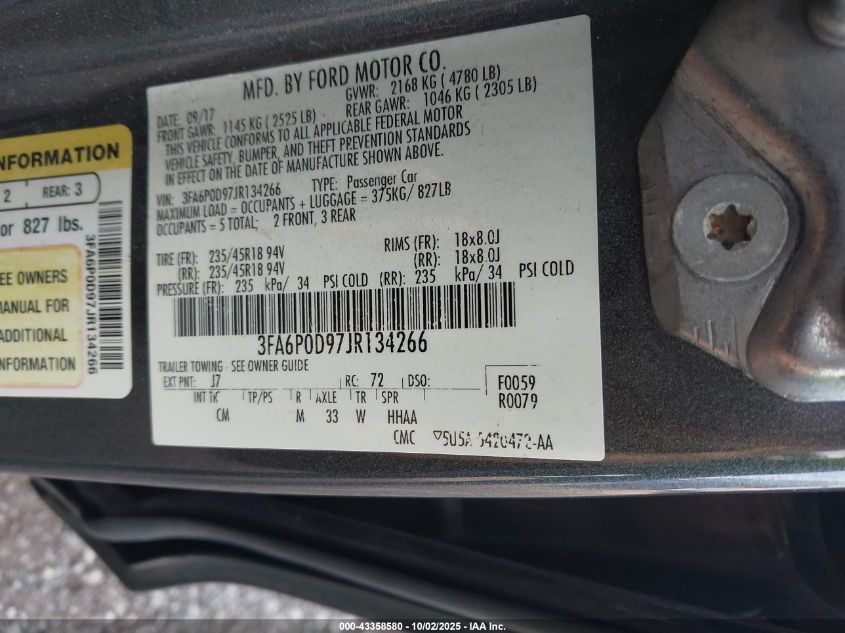 MFD. BY FORD MOTOR CO.
DATE: 09/17 GVWR: 2168 KG ( 4780 LB)
FRONT GAWR: 1145 KG ( 2525 LB) REAR GAWR: 1046 KG ( 2305 LB)
THIS VEHICLE CONFORMS TO ALL APPLICABLE FEDERAL MOTOR
VEHICLE SAFETY, BUMPER, AND THEFT PREVENTION STANDARDS
IN EFFECT ON THE DATE OF MANUFACTURE SHOWN ABOVE.
VIN: 3FA6P0D97JR134266 TYPE: Passenger Car
MAXIMUM LOAD = OCCUPANTS + LUGGAGE = 375KG/ 827LB
OCCUPANTS = 5 TOTAL; 2 FRONT, 3 REAR
TIRE (FR): 235/45R18 94V RIMS (FR): 18x8.0J
(RR): 235/45R18 94V (RR): 18x8.0J
PRESSURE (FR): 235 kPa/ 34 PSI COLD (RR): 235 kPa/ 34 PSI COLD
3FA6P0D97JR134266
TRAILER TOWING - SEE OWNER GUIDE
EXT PNT: J7 RC: 72 DSO: F0059
INT TR TP/PS R AXLE TR SPR R0079
CM M 33 W HHAA
CMC
NFORMATION
2 REAR: 3
or 827 lbs.
EE OWNERS
MANUAL FOR
ADDITIONAL
INFORMATION
3FA6P0D97JR134266
000-43358580 - 10/02/2025 - IAA Inc.